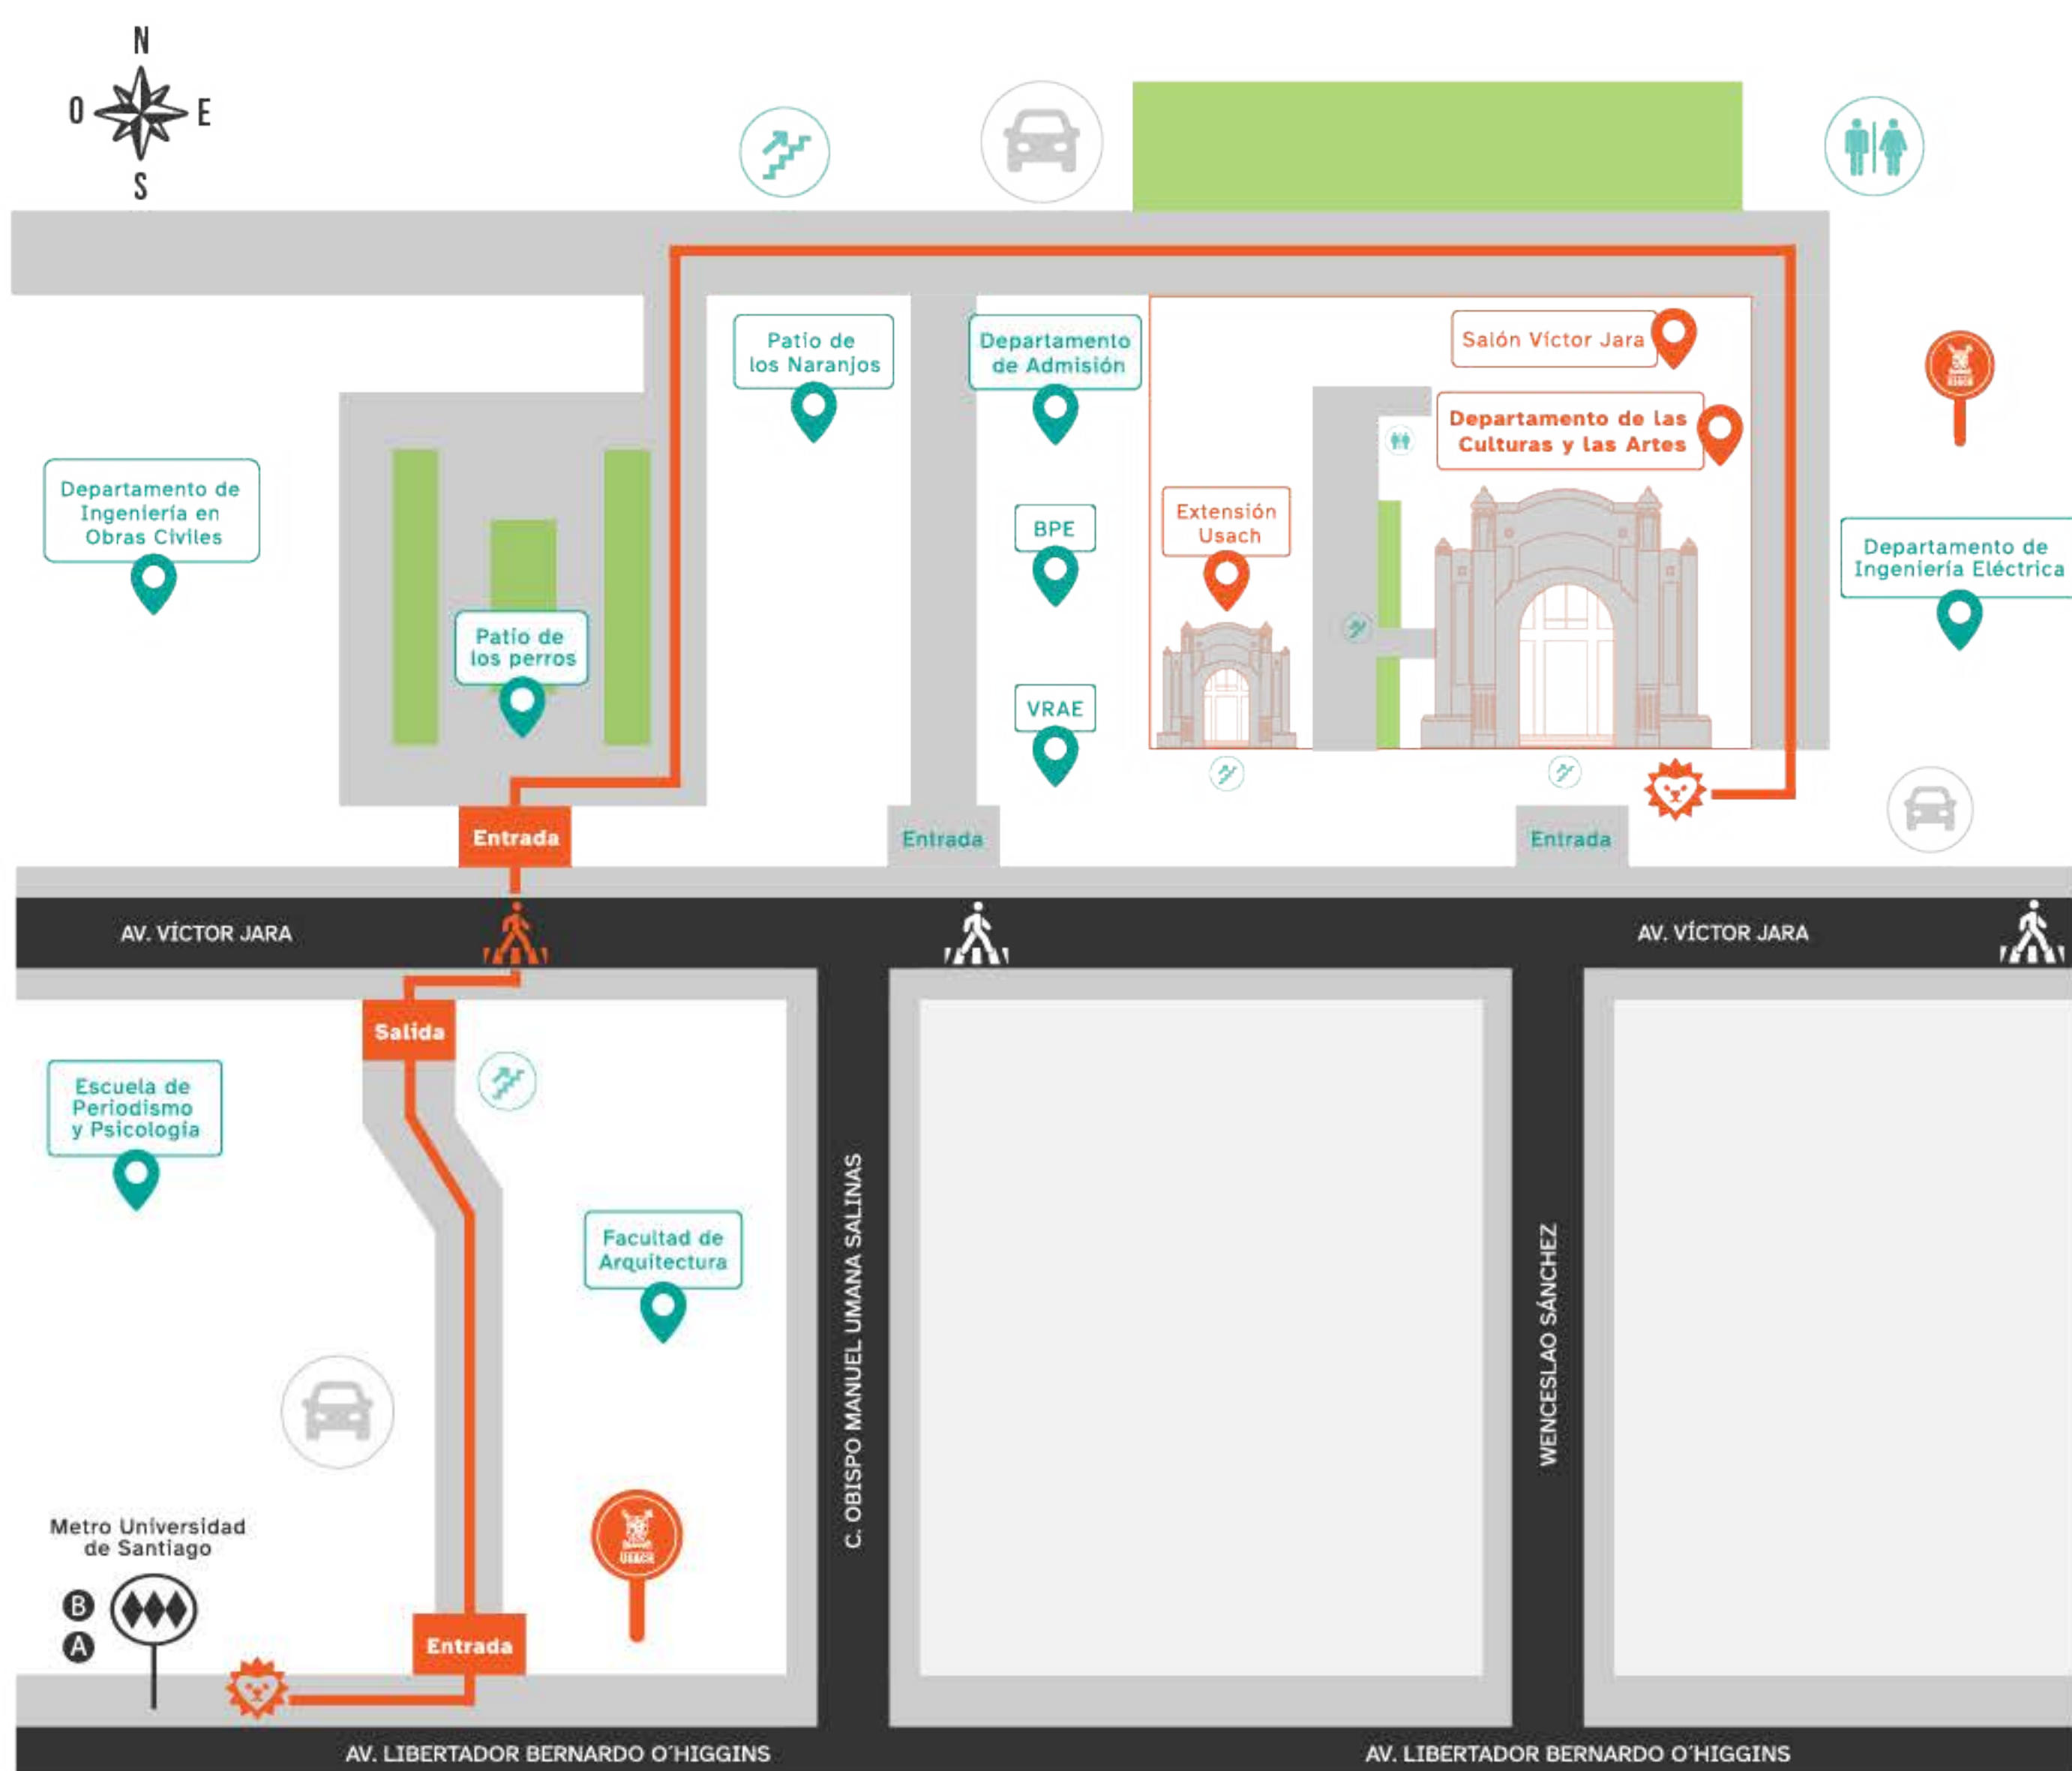 N
O
E
S
Patio de
los Naranjos
Departamento
de Admisión
Salón Víctor Jara
Departamento de las
Culturas y las Artes
USACH
Departamento de
Ingeniería en
Obras Civiles
BPE
Extensión
Usach
Departamento de
Ingeniería Eléctrica
Patio de
los perros
VRAE
Entrada
Entrada
Entrada
AV. VÍCTOR JARA
AV. VÍCTOR JARA
Salida
Escuela de
Periodismo
y Psicología
Facultad de
Arquitectura
C. OBISPO MANUEL UMANA SALINAS
WENCESLAO SÁNCHEZ
Metro Universidad
de Santiago
B
A
USACH
Entrada
AV. LIBERTADOR BERNARDO O´HIGGINS
AV. LIBERTADOR BERNARDO O´HIGGINS